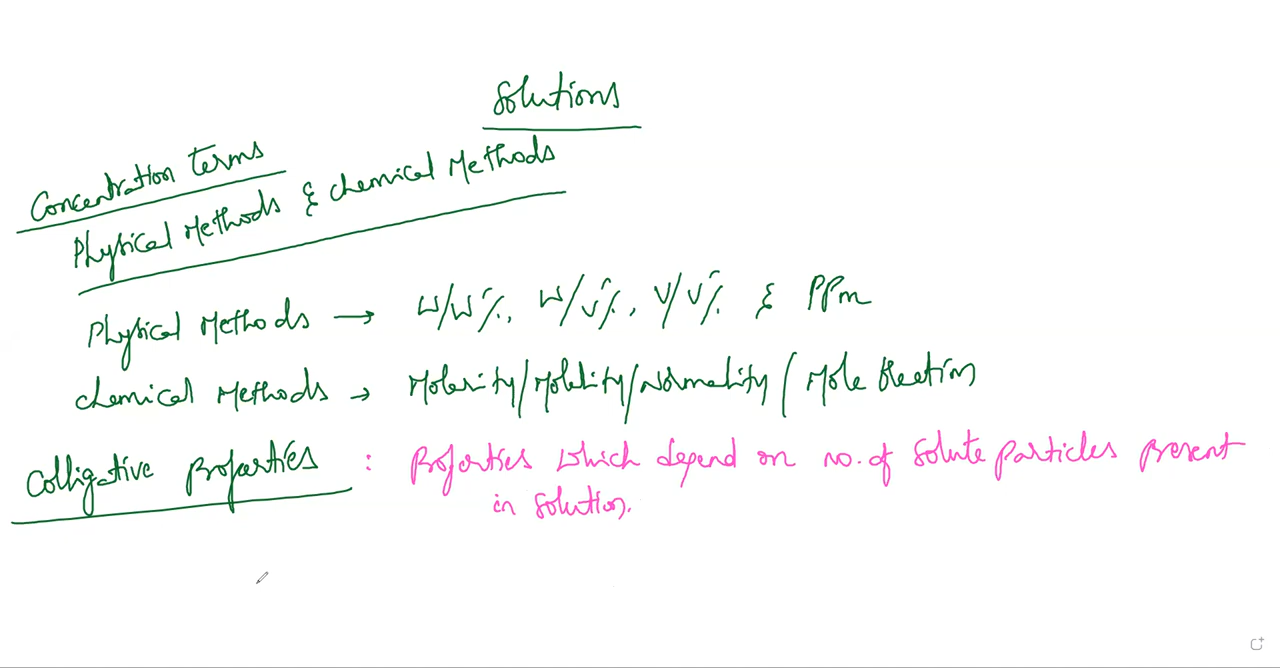 Solutions
Concentration terms
Physical Methods & chemical Methods
Physical Methods → W/W%, W/V%, V/V% & PPm
chemical Methods → Molarity/Molality/Normality/Mole fraction
Colligative Properties : Properties which depend on no. of solute particles present
in solution.